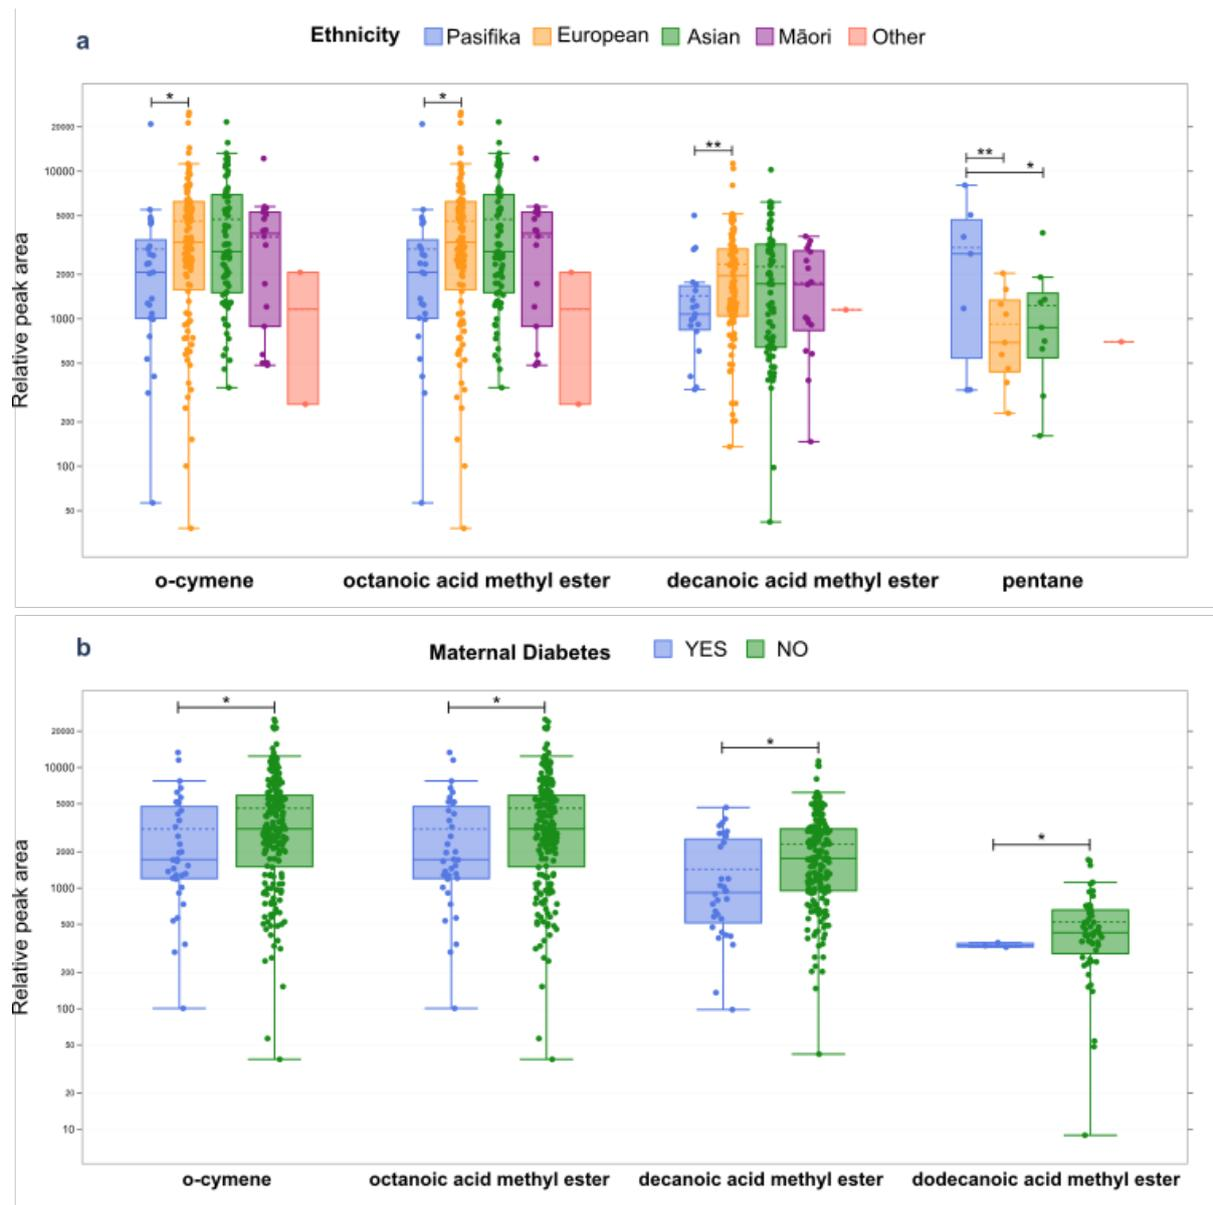 a
Ethnicity Pasifika European Asian Māori Other
* * ** ** *
Relative peak area
20000
10000
5000
2000
1000
500
200
100
50
o-cymene octanoic acid methyl ester decanoic acid methyl ester pentane
b
Maternal Diabetes YES NO
* * * *
Relative peak area
20000
10000
5000
2000
1000
500
200
100
50
20
10
o-cymene octanoic acid methyl ester decanoic acid methyl ester dodecanoic acid methyl ester